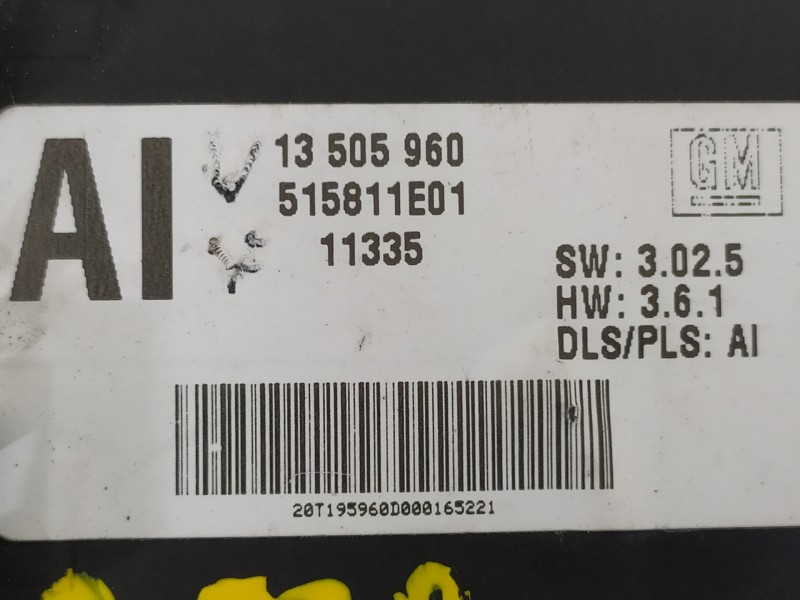 AI
13 505 960
515811E01
11335
GM
SW: 3.02.5
HW: 3.6.1
DLS/PLS: AI
20T195960D000165221